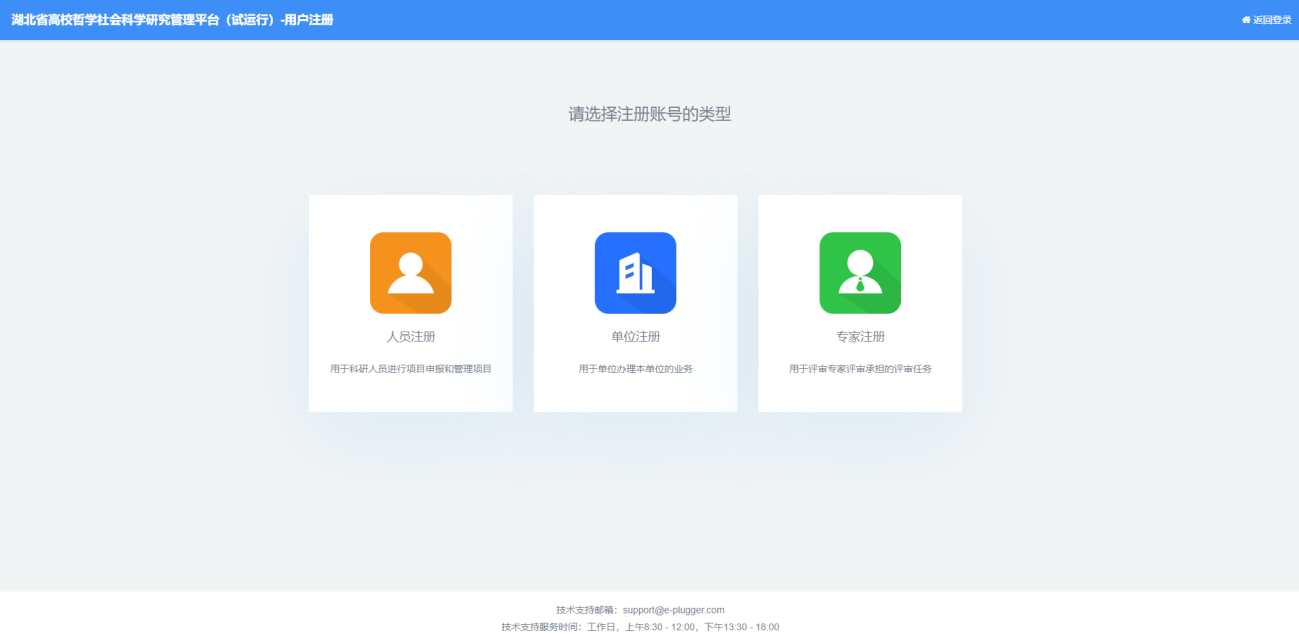 湖北省高校哲学社会科学研究管理平台（试运行）-用户注册
返回登录
请选择注册账号的类型
人员注册
用于科研人员进行项目申报和管理项目
单位注册
用于单位办理本单位的业务
专家注册
用于评审专家评审承担的评审任务
技术支持邮箱：support@e-plugger.com
技术支持服务时间：工作日，上午8:30 - 12:00，下午13:30 - 18:00